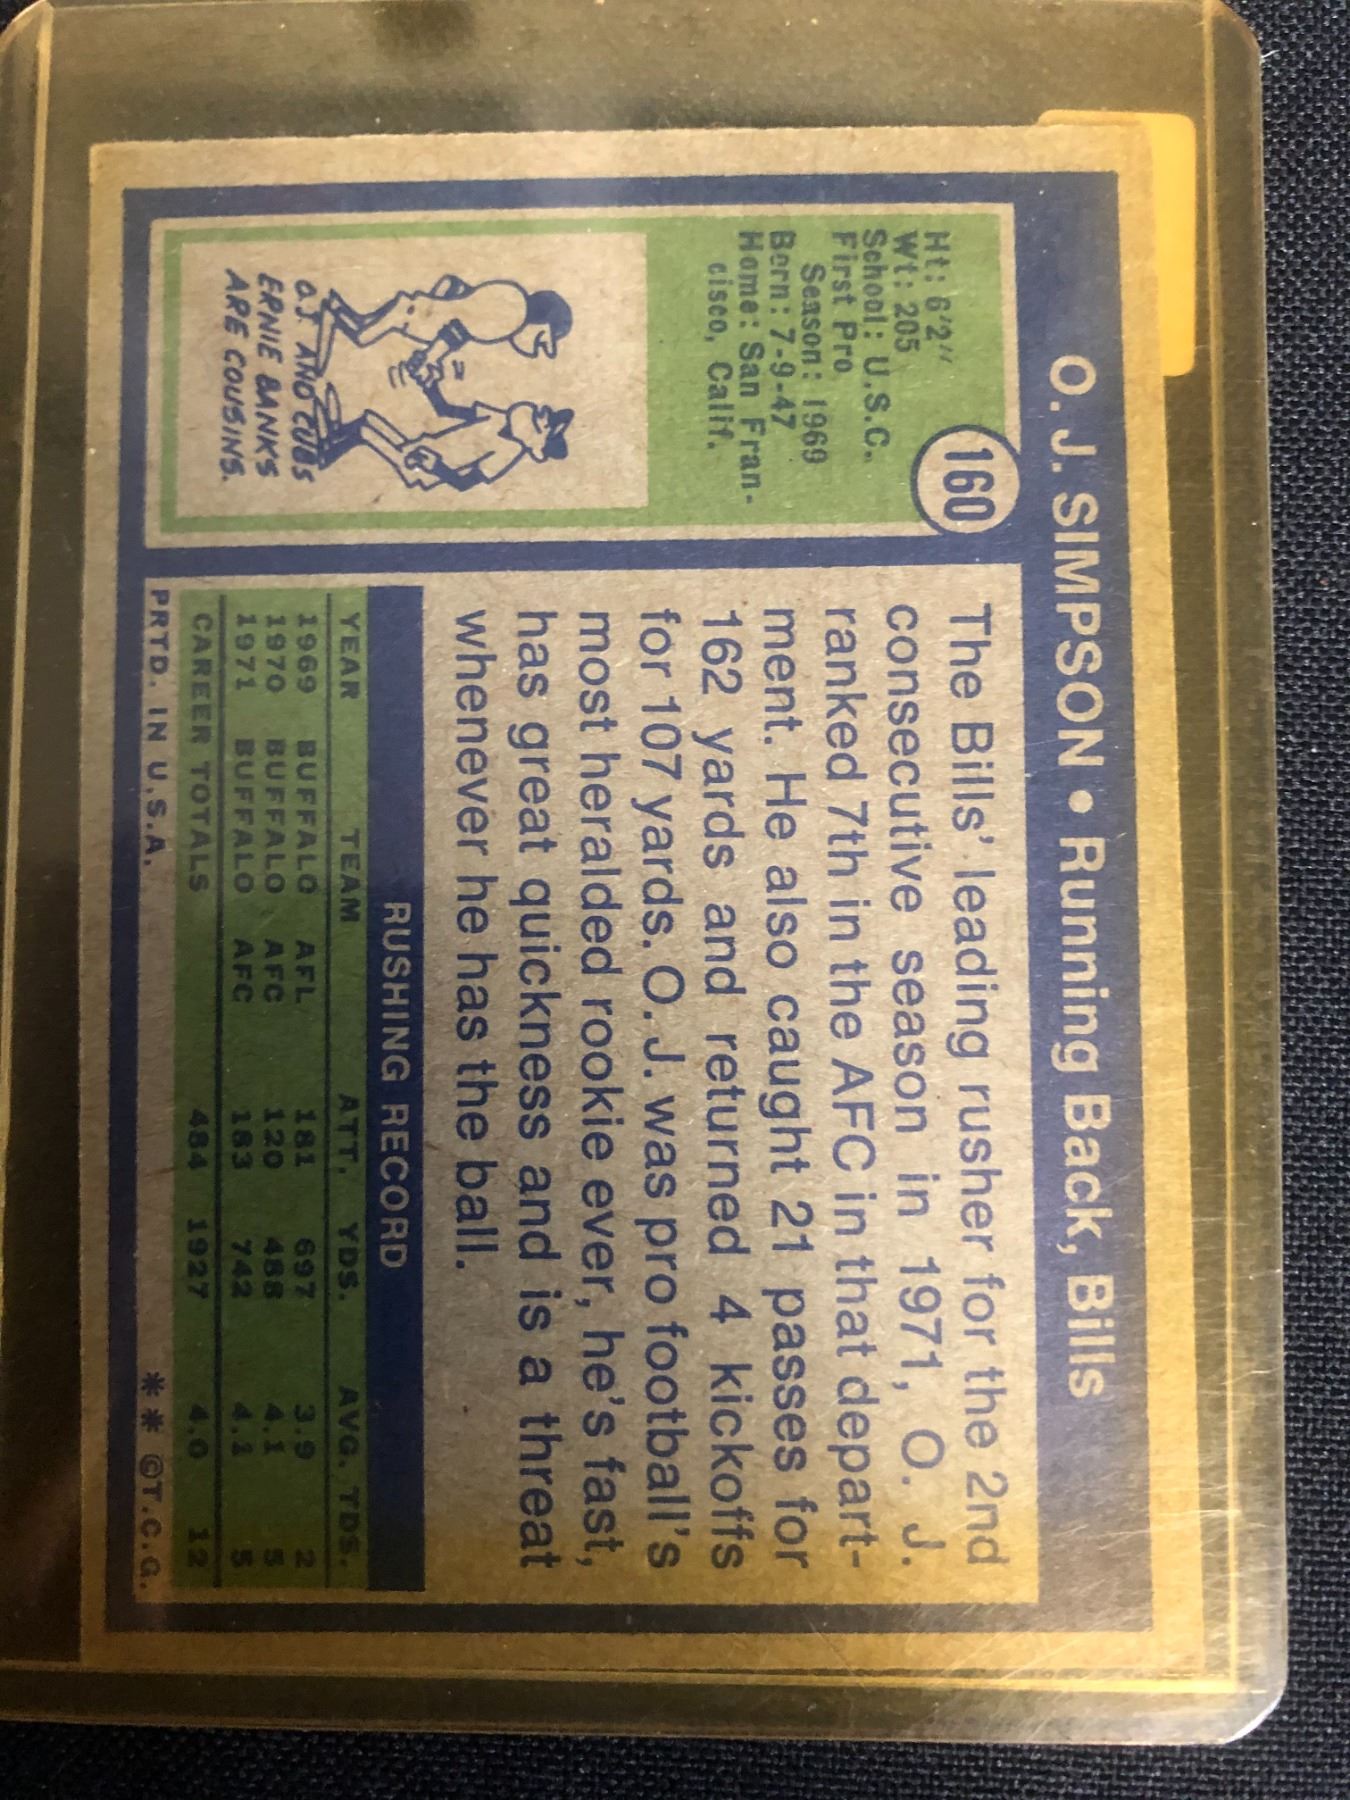 O. J. SIMPSON • Running Back, Bills
160
Ht: 6'2"
Wt: 205
School: U.S.C.
First Pro
Season: 1969
Born: 7-9-47
Home: San Fran-
cisco, Calif.
O.J. AND CUBS
ERNIE BANKS
ARE COUSINS.
The Bills' leading rusher for the 2nd
consecutive season in 1971, O. J.
ranked 7th in the AFC in that depart-
ment. He also caught 21 passes for
162 yards and returned 4 kickoffs
for 107 yards. O. J. was pro football's
most heralded rookie ever, he's fast,
has great quickness and is a threat
whenever he has the ball.
RUSHING RECORD
YEAR TEAM ATT. YDS. AVG. TDS.
1969 BUFFALO AFL 181 697 3.9 2
1970 BUFFALO AFC 120 488 4.1 5
1971 BUFFALO AFC 183 742 4.1 5
CAREER TOTALS 484 1927 4.0 12
PRTD. IN U.S.A. ** ©T.C.G.